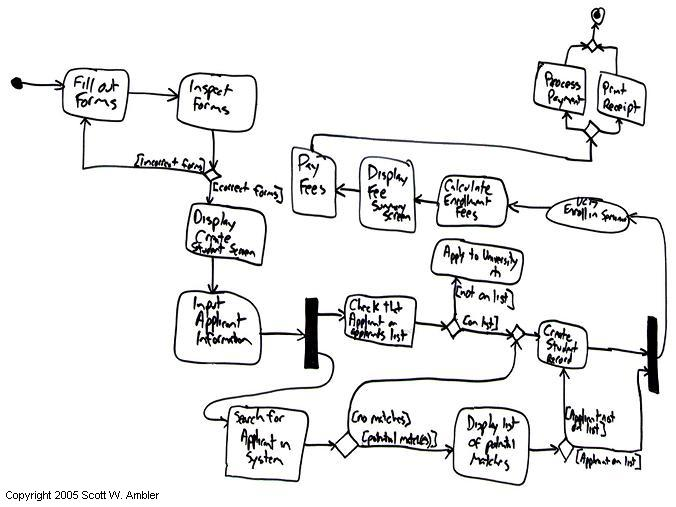 Fill out
Forms
Inspect
Forms
[Incorrect forms]
[correct forms]
Display
Create
Student Screen
Input
Applicant
Information
Check that
Applicant on
applicants list
Apply to University
[not on list]
[on list]
Create
Student
Record
Search for
Applicant in
System
[no matches]
[potential matches]
Display list
of potential
Matches
[Applicant not
on list]
[Applicant on list]
Enroll in Seminar
Calculate
Enrollment
Fees
Display
Fee
Summary
Screen
Pay
Fees
Process
Payment
Print
Receipt
Copyright 2005 Scott W. Ambler